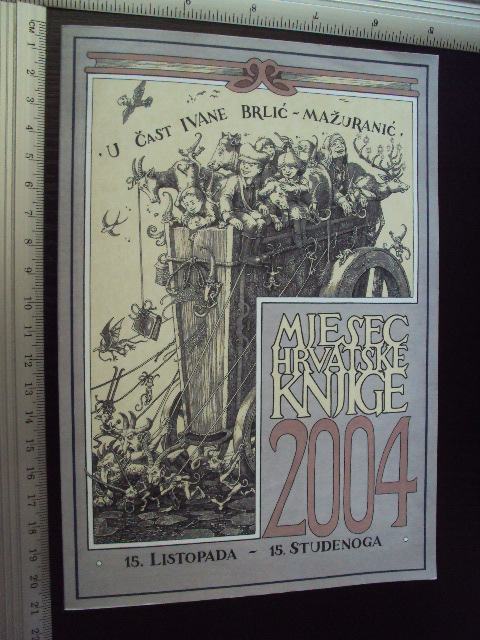 U ČAST IVANE BRLIĆ - MAŽURANIĆ
MJESEC
HRVATSKE
KNJIGE
2004
15. LISTOPADA - 15. STUDENOGA